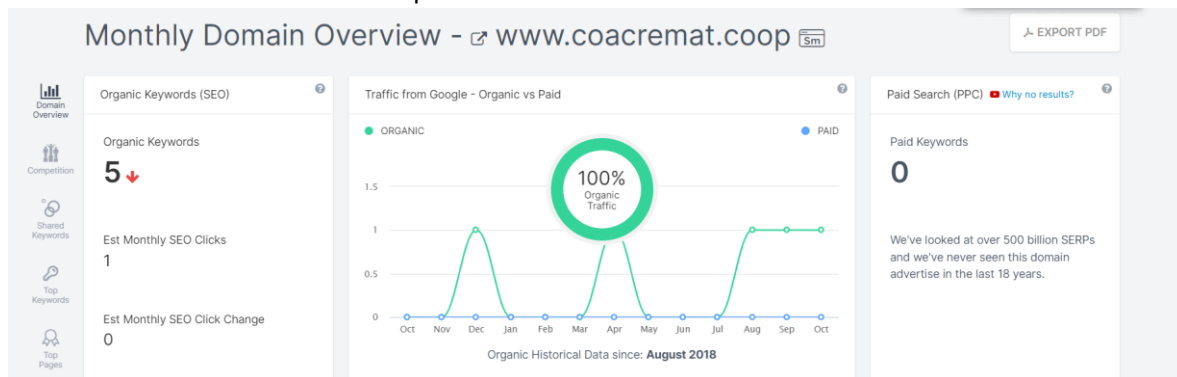 Monthly Domain Overview - www.coacremat.coop Sm
EXPORT PDF
Domain
Overview
Competition
Shared
Keywords
Top
Keywords
Top
Pages
Organic Keywords (SEO)
Organic Keywords
5
Est Monthly SEO Clicks
1
Est Monthly SEO Click Change
0
Traffic from Google - Organic vs Paid
ORGANIC
PAID
100%
Organic
Traffic
1.5
1
0.5
0
Oct Nov Dec Jan Feb Mar Apr May Jun Jul Aug Sep Oct
Organic Historical Data since: August 2018
Paid Search (PPC) Why no results?
Paid Keywords
0
We've looked at over 500 billion SERPs
and we've never seen this domain
advertise in the last 18 years.